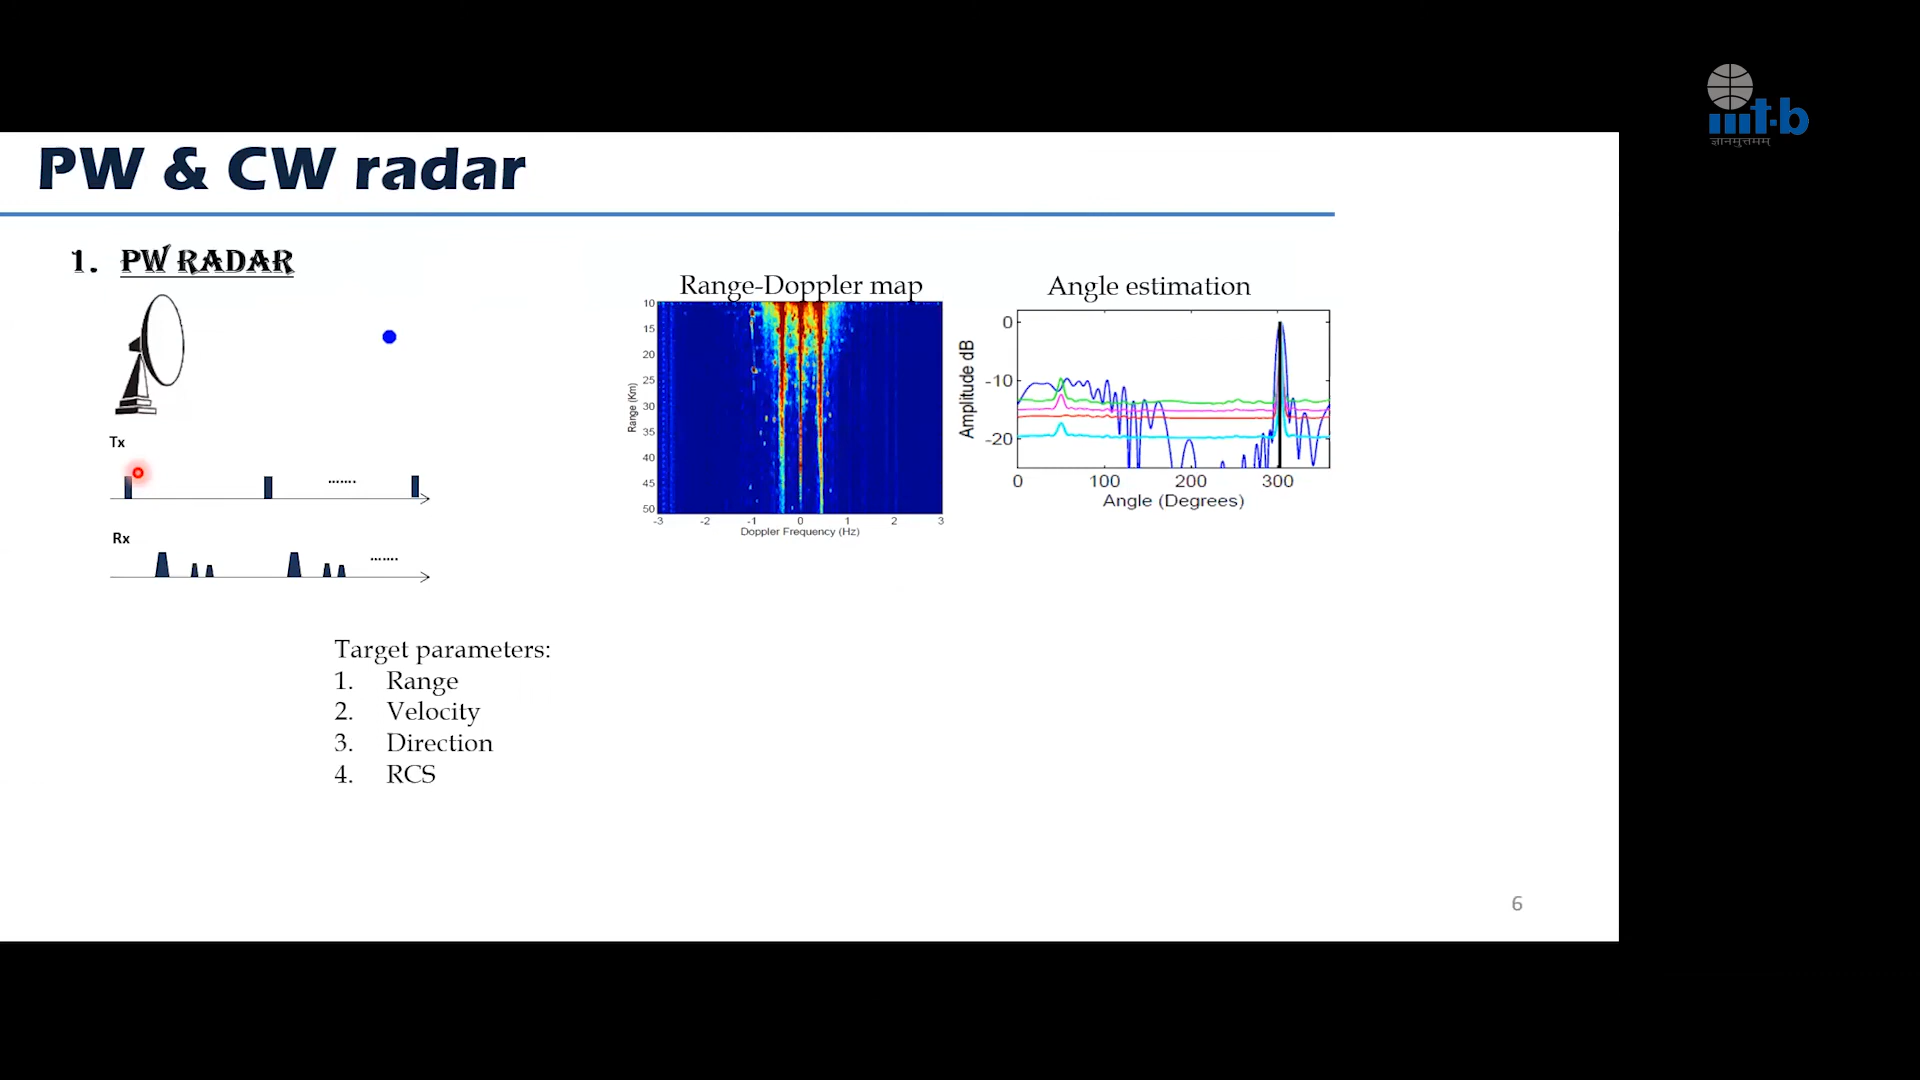 iiit-b
ज्ञानमुत्तमम्
PW & CW radar
1. PW RADAR
Range-Doppler map
Angle estimation
Tx
.......
Rx
.......
10
15
20
25
30
35
40
45
50
Range (Km)
-3 -2 -1 0 1 2 3
Doppler Frequency (Hz)
0
-10
-20
Amplitude dB
0 100 200 300
Angle (Degrees)
Target parameters:
1. Range
2. Velocity
3. Direction
4. RCS
6